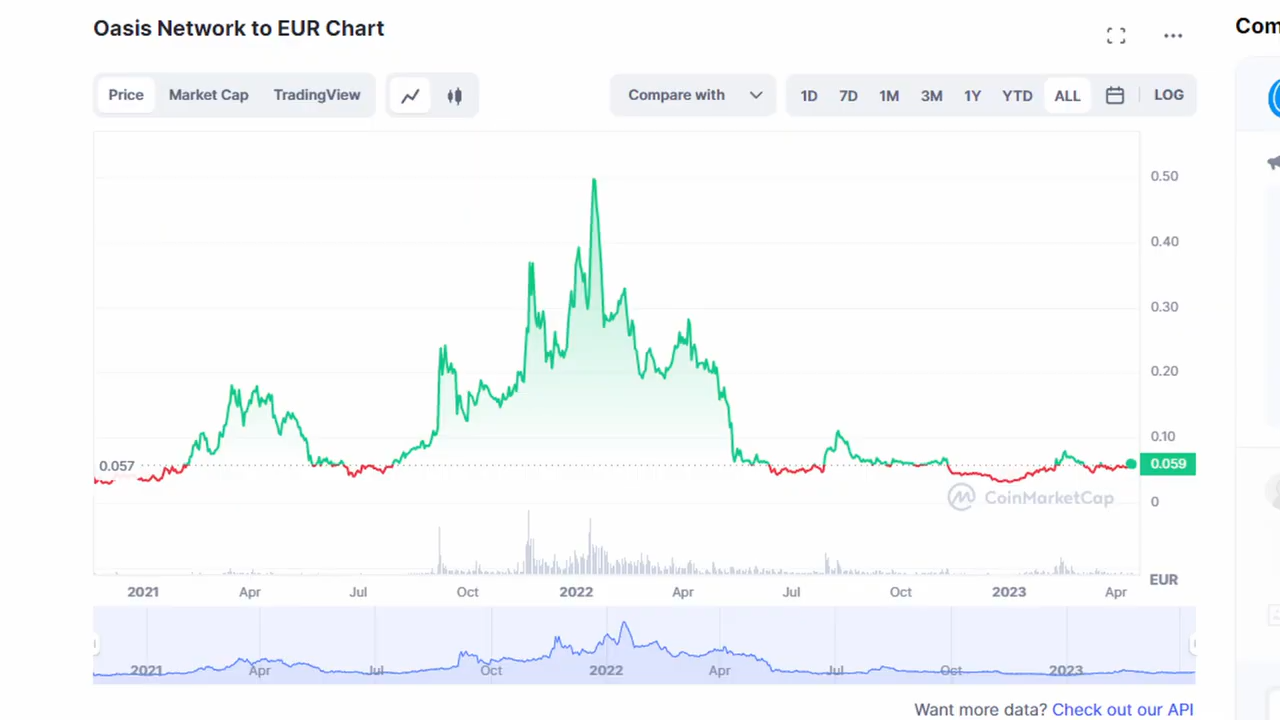 Oasis Network to EUR Chart
Com
Price Market Cap TradingView Compare with 1D 7D 1M 3M 1Y YTD ALL LOG
0.50
0.40
0.30
0.20
0.10
0.057
0.059
0
CoinMarketCap
EUR
2021 Apr Jul Oct 2022 Apr Jul Oct 2023 Apr
2021 Apr Jul Oct 2022 Apr Jul Oct 2023
Want more data? Check out our API